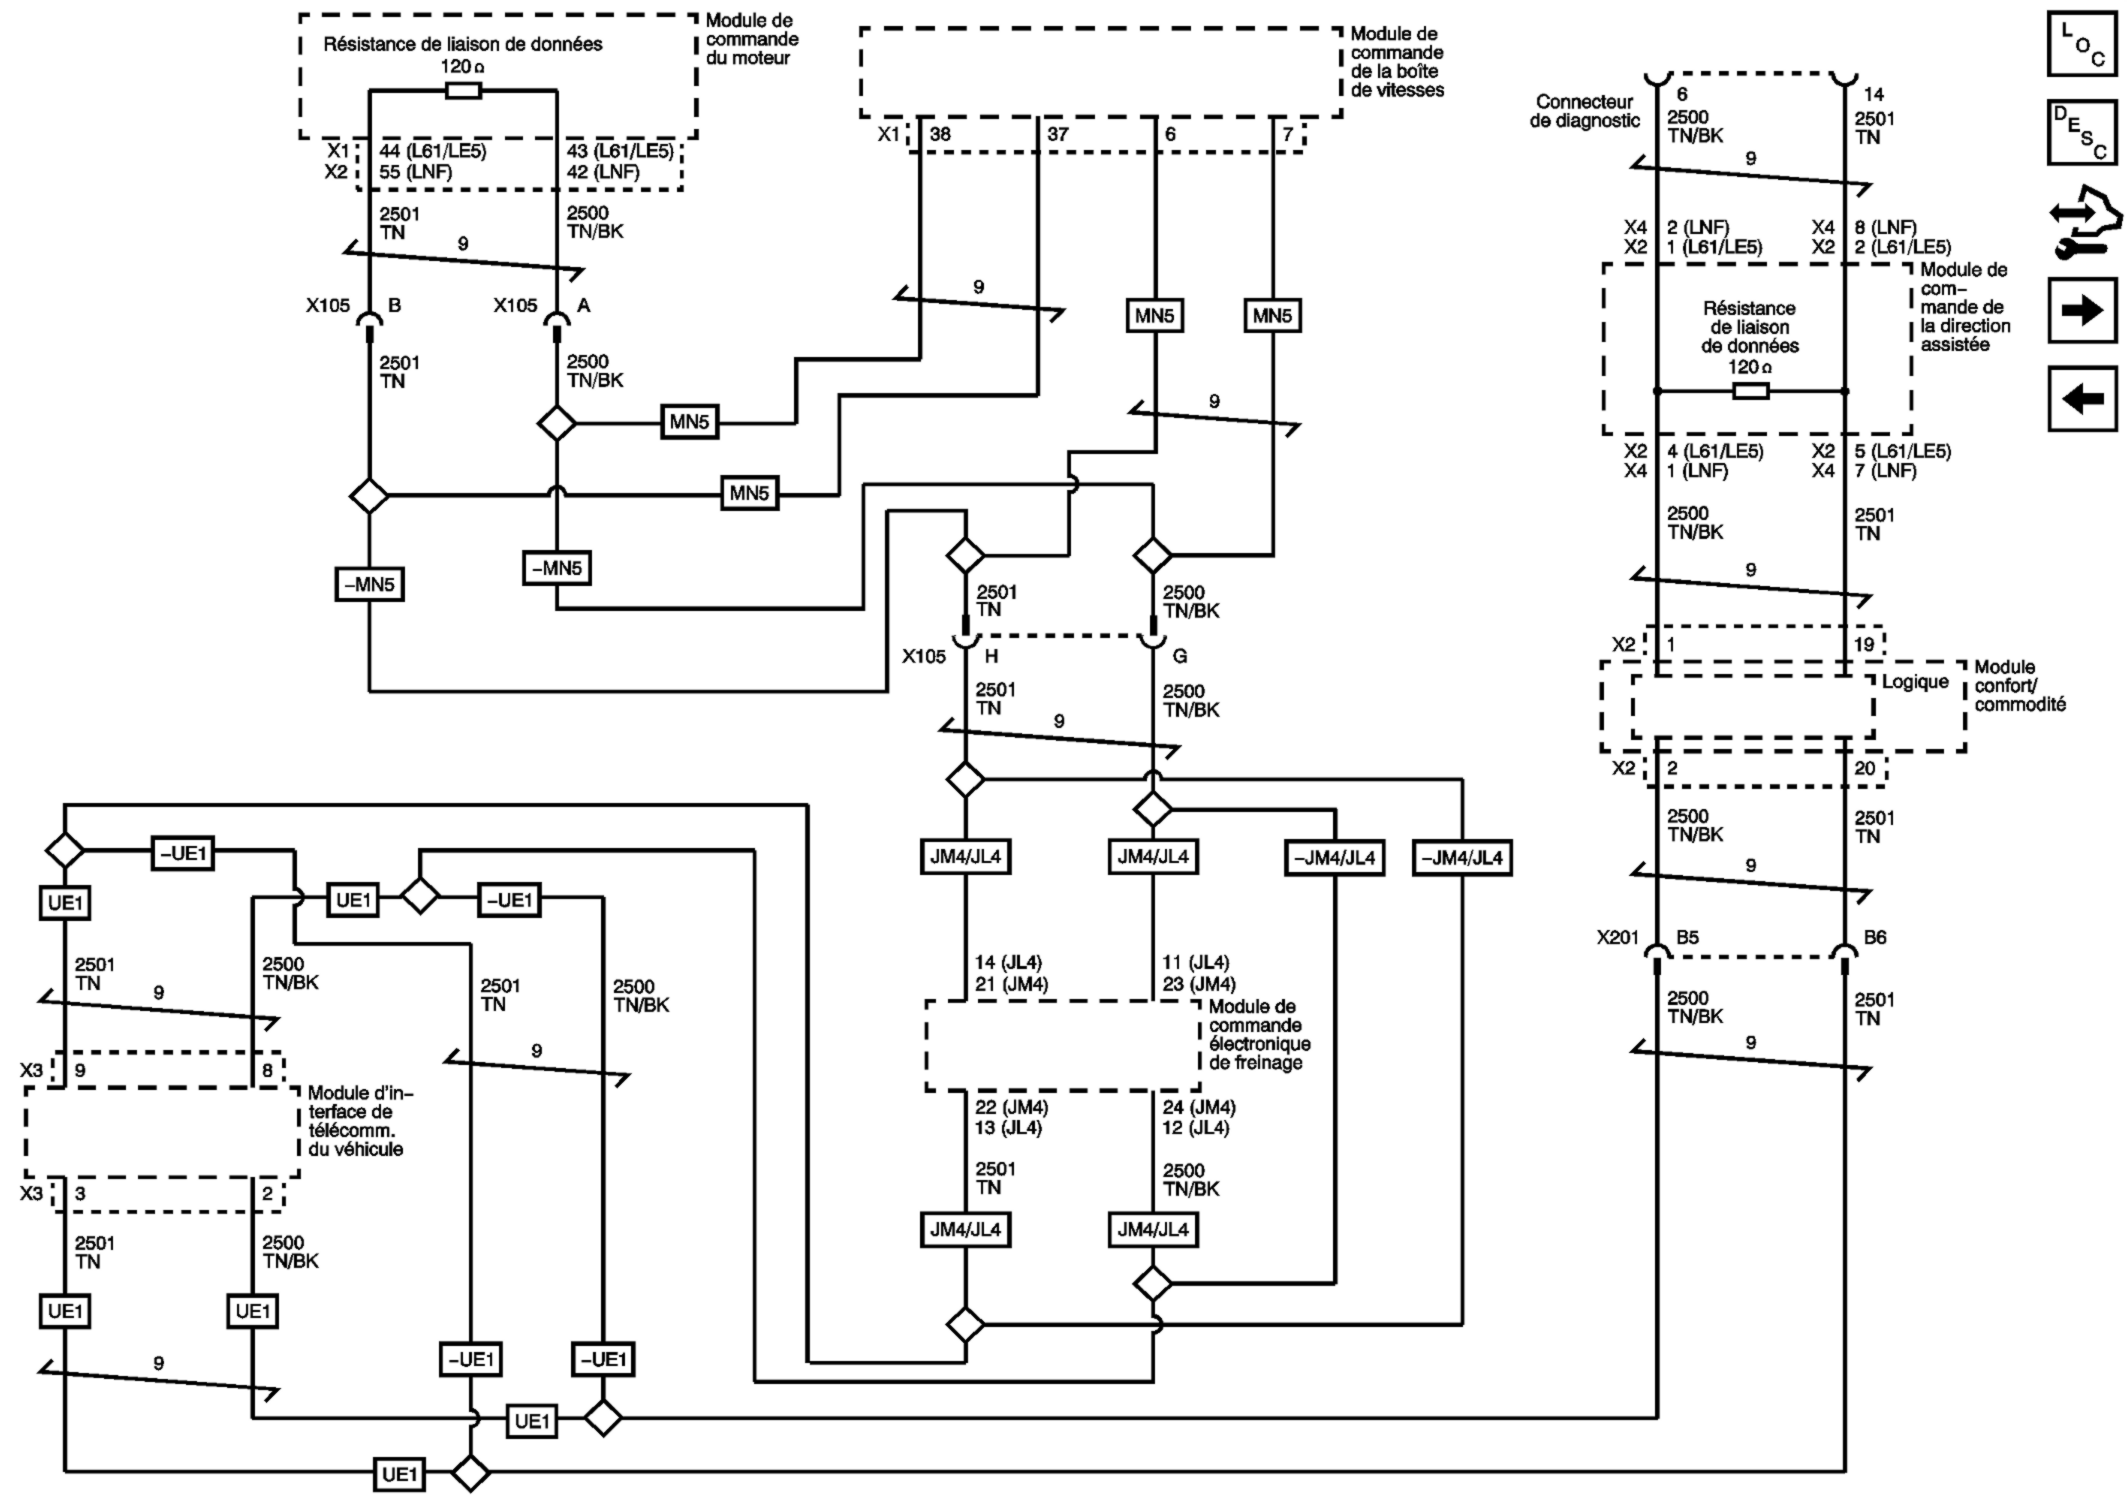 Module de
commande
du moteur
Résistance de liaison de données
120 Ω
X1 44 (L61/LE5) 43 (L61/LE5)
X2 55 (LNF) 42 (LNF)
2501 2500
TN TN/BK
9
X105 B X105 A
2501 2500
TN TN/BK
MN5
MN5
–MN5
–MN5
Module de
commande
de la boîte
de vitesses
X1 38 37 6 7
9
MN5 MN5
9
2501 2500
TN TN/BK
X105 H G
2501 2500
TN TN/BK
9
JM4/JL4 JM4/JL4 –JM4/JL4 –JM4/JL4
14 (JL4) 11 (JL4)
21 (JM4) 23 (JM4)
Module de
commande
électronique
de freinage
22 (JM4) 24 (JM4)
13 (JL4) 12 (JL4)
2501 2500
TN TN/BK
JM4/JL4 JM4/JL4
–UE1
UE1 UE1 –UE1
2501 2500 2501 2500
TN TN/BK TN TN/BK
9
9
X3 9 8
Module d'in–
terface de
télécomm.
du véhicule
X3 3 2
2501 2500
TN TN/BK
UE1 UE1
9
–UE1 –UE1
UE1
UE1
Connecteur
de diagnostic
6 14
2500 2501
TN/BK TN
9
X4 2 (LNF) X4 8 (LNF)
X2 1 (L61/LE5) X2 2 (L61/LE5)
Module de
com–
mande de
la direction
assistée
Résistance
de liaison
de données
120 Ω
X2 4 (L61/LE5) X2 5 (L61/LE5)
X4 1 (LNF) X4 7 (LNF)
2500 2501
TN/BK TN
9
X2 1 19
Logique
Module
confort/
commodité
X2 2 20
2500 2501
TN/BK TN
9
X201 B5 B6
2500 2501
TN/BK TN
9
LOC
DESC